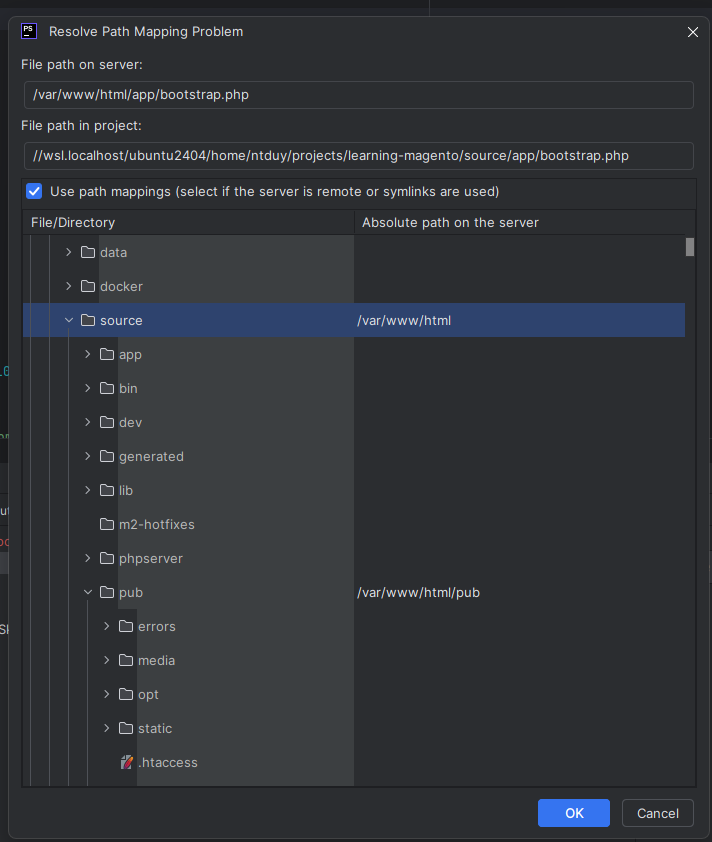 PS
Resolve Path Mapping Problem
File path on server:
/var/www/html/app/bootstrap.php
File path in project:
//wsl.localhost/ubuntu2404/home/ntduy/projects/learning-magento/source/app/bootstrap.php
Use path mappings (select if the server is remote or symlinks are used)
File/Directory Absolute path on the server
data
docker
source /var/www/html
app
bin
dev
generated
lib
m2-hotfixes
phpserver
pub /var/www/html/pub
errors
media
opt
static
.htaccess
OK Cancel